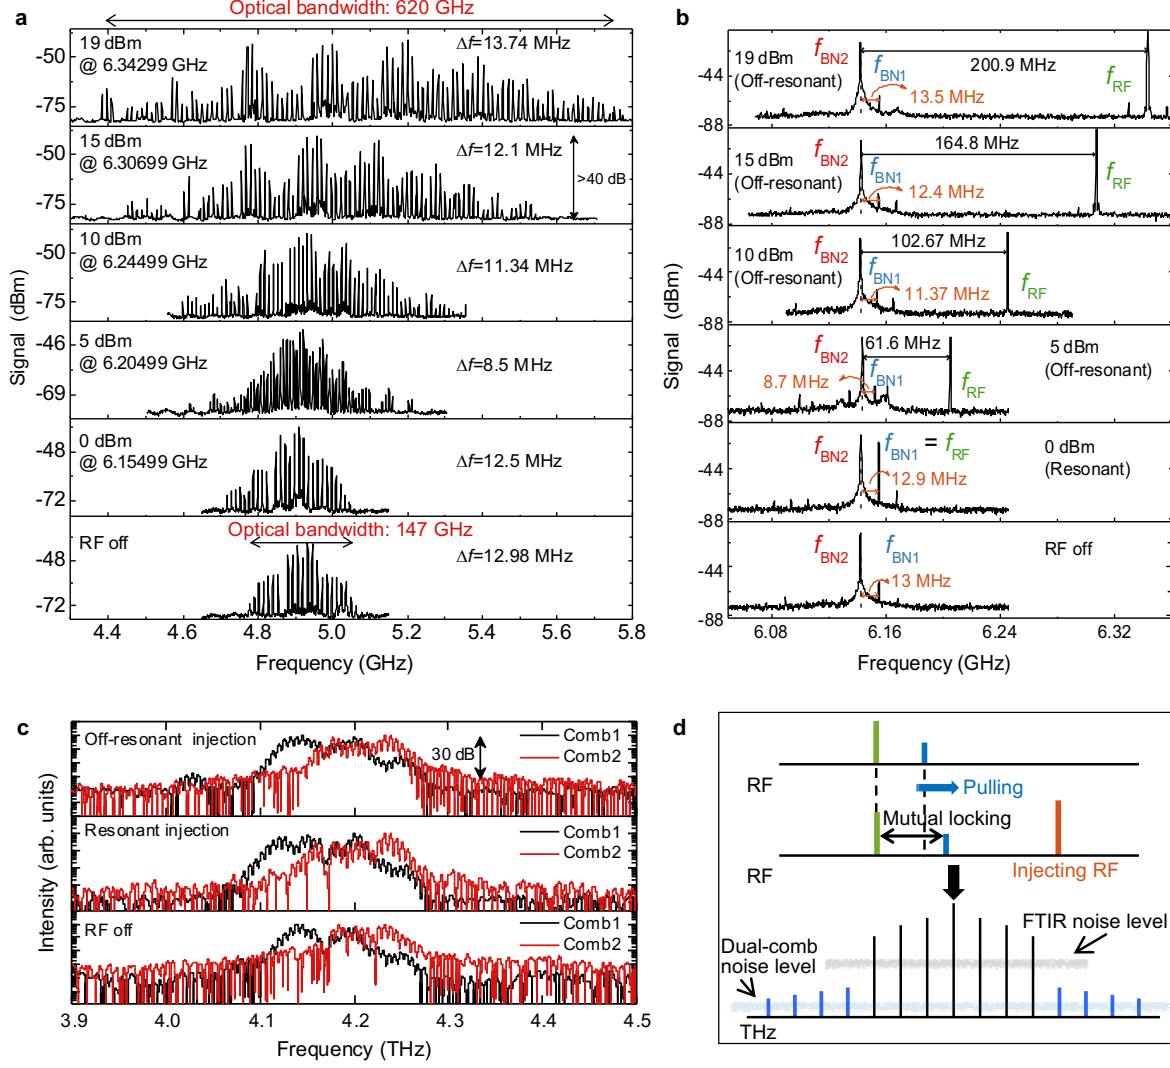 a
Optical bandwidth: 620 GHz
19 dBm
@ 6.34299 GHz
Δf=13.74 MHz
-50
-75
15 dBm
@ 6.30699 GHz
Δf=12.1 MHz
>40 dB
-50
-75
10 dBm
@ 6.24499 GHz
Δf=11.34 MHz
-50
-75
5 dBm
@ 6.20499 GHz
Δf=8.5 MHz
-46
-69
0 dBm
@ 6.15499 GHz
Δf=12.5 MHz
-48
-72
Optical bandwidth: 147 GHz
RF off
Δf=12.98 MHz
-48
-72
Signal (dBm)
4.4 4.6 4.8 5.0 5.2 5.4 5.6 5.8
Frequency (GHz)
b
19 dBm
(Off-resonant)
fBN2
fBN1
200.9 MHz
13.5 MHz
fRF
-44
-88
15 dBm
(Off-resonant)
fBN2
fBN1
164.8 MHz
12.4 MHz
fRF
-44
-88
10 dBm
(Off-resonant)
fBN2
fBN1
102.67 MHz
11.37 MHz
fRF
-44
-88
5 dBm
(Off-resonant)
fBN2
61.6 MHz
8.7 MHz
fBN1
fRF
-44
-88
0 dBm
(Resonant)
fBN2
fBN1 = fRF
12.9 MHz
-44
-88
RF off
fBN2
fBN1
13 MHz
-44
-88
Signal (dBm)
6.08 6.16 6.24 6.32
Frequency (GHz)
c
Off-resonant injection
30 dB
Comb1
Comb2
Resonant injection
Comb1
Comb2
RF off
Comb1
Comb2
Intensity (arb. units)
3.9 4.0 4.1 4.2 4.3 4.4 4.5
Frequency (THz)
d
RF
Pulling
Mutual locking
RF
Injecting RF
FTIR noise level
Dual-comb
noise level
THz